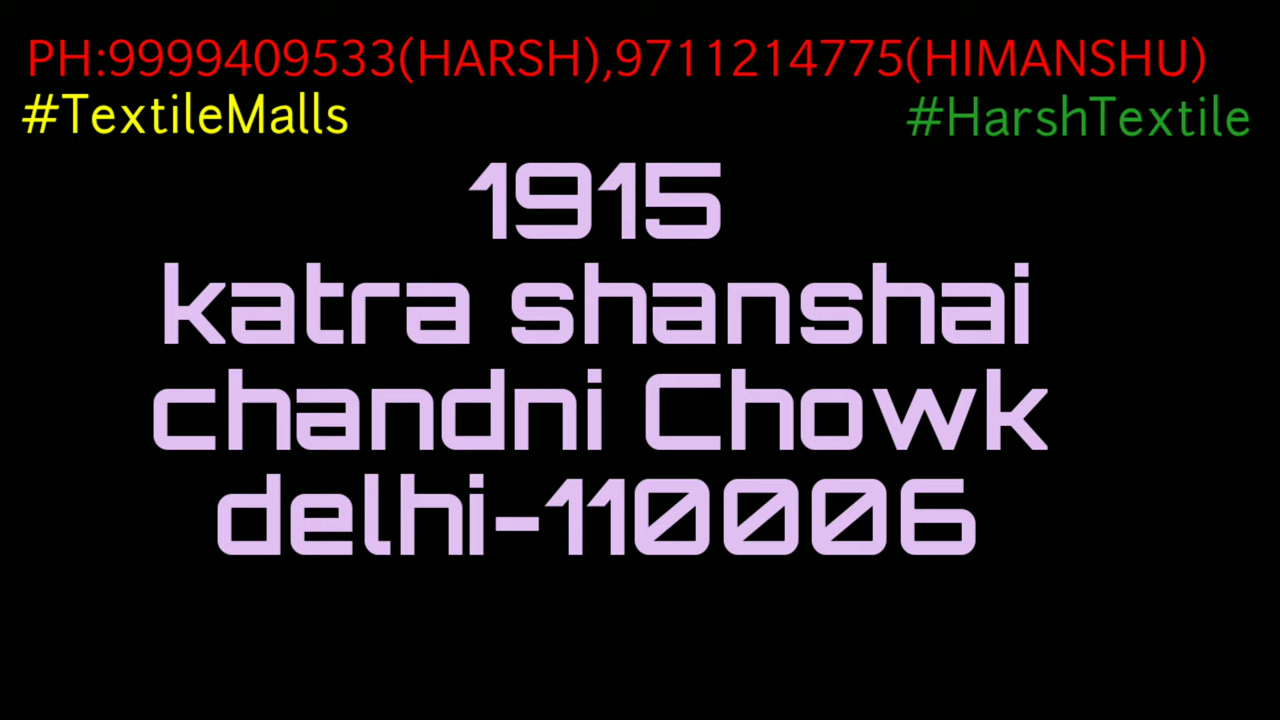 PH:9999409533(HARSH),9711214775(HIMANSHU)
#TextileMalls #HarshTextile
1915
katra shanshai
chandni Chowk
delhi-110006